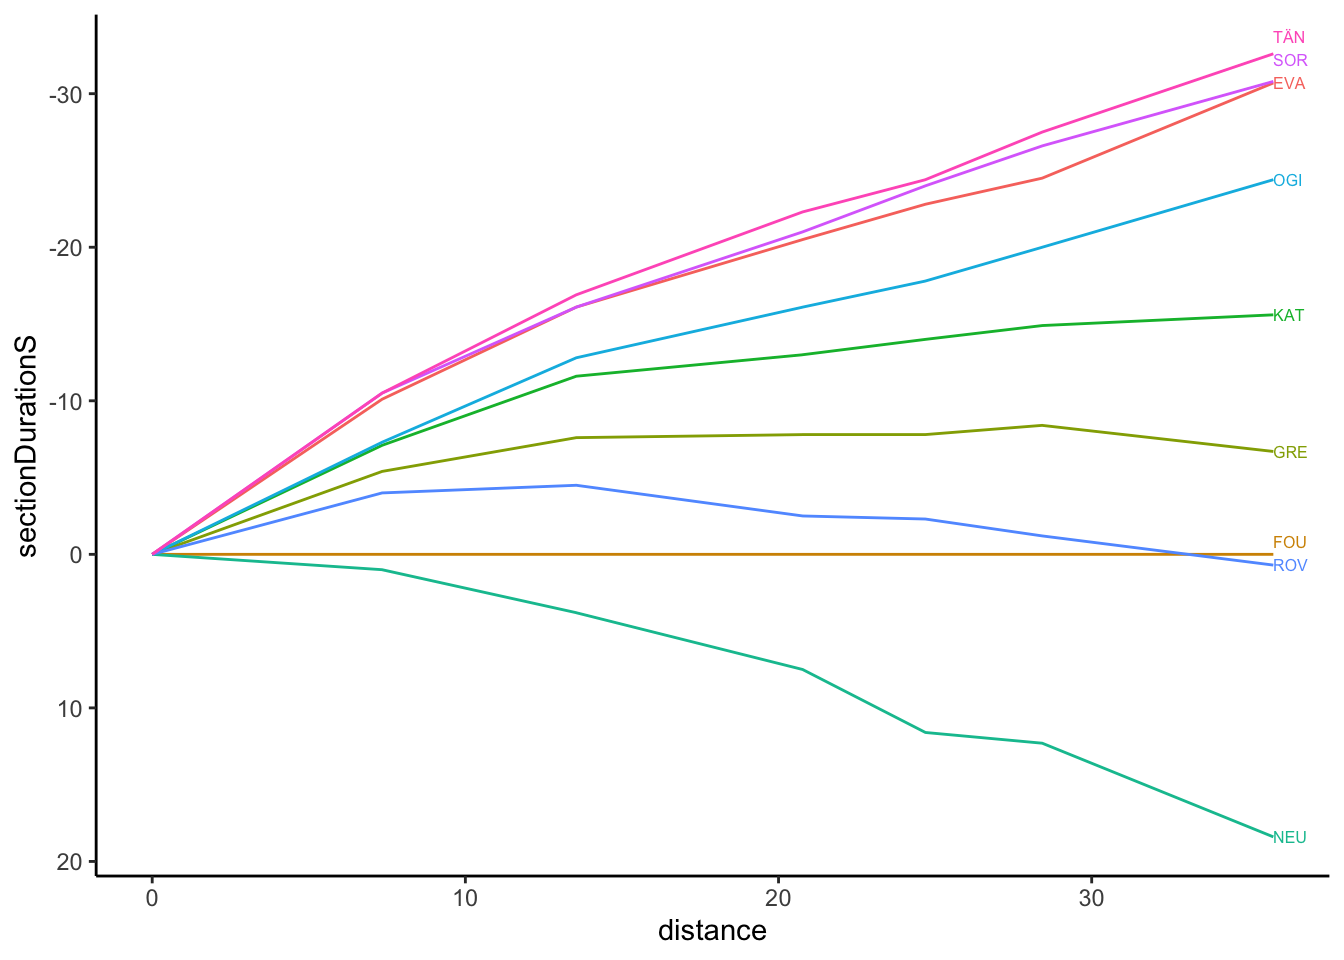 TÄN
SOR
EVA
OGI
KAT
GRE
FOU
ROV
NEU
-30
-20
-10
0
10
20
sectionDurationS
0 10 20 30
distance